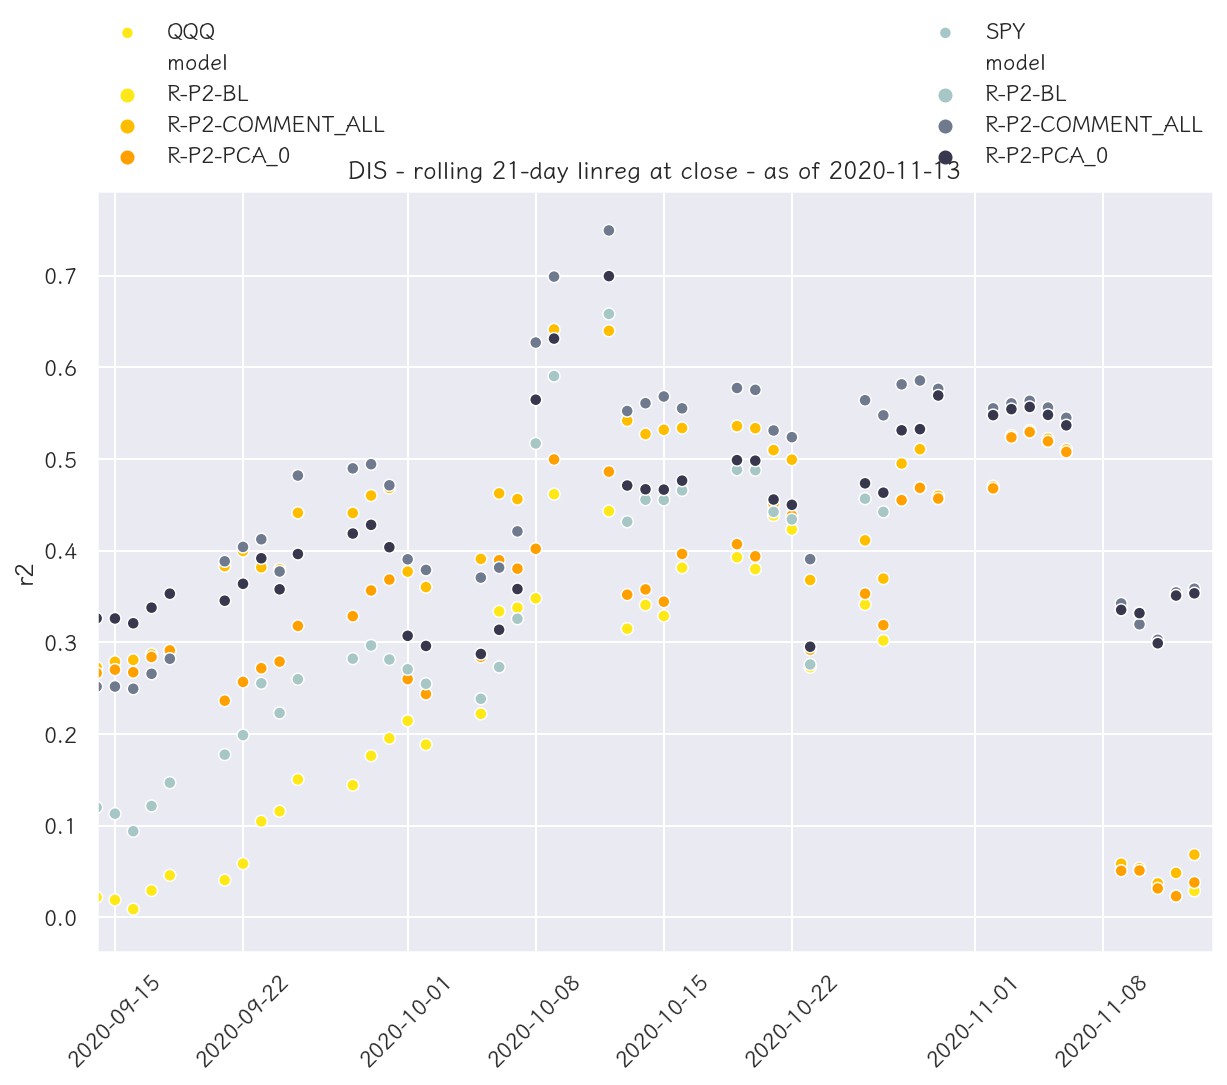 QQQ
model
R-P2-BL
R-P2-COMMENT_ALL
R-P2-PCA_0
SPY
model
R-P2-BL
R-P2-COMMENT_ALL
R-P2-PCA_0
DIS - rolling 21-day linreg at close - as of 2020-11-13
r2
0.7
0.6
0.5
0.4
0.3
0.2
0.1
0.0
2020-09-15
2020-09-22
2020-10-01
2020-10-08
2020-10-15
2020-10-22
2020-11-01
2020-11-08